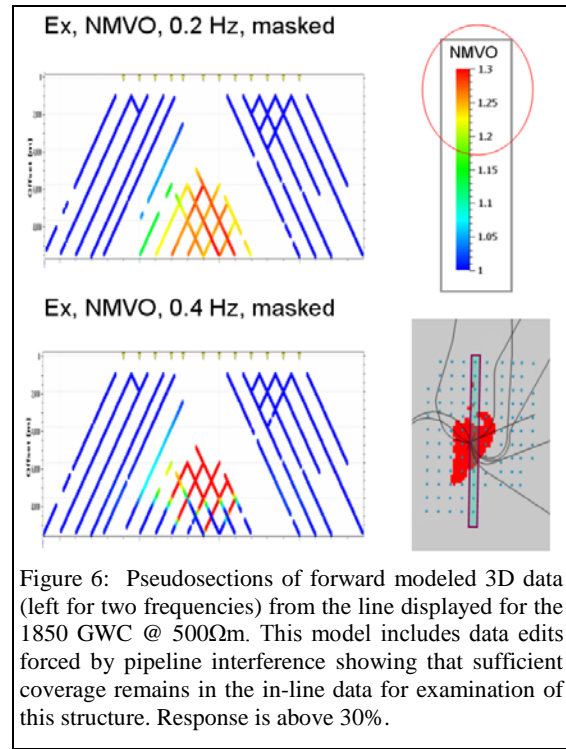 Ex, NMVO, 0.2 Hz, masked
Offset [m]
NMVO
1.3
1.25
1.2
1.15
1.1
1.05
1
Ex, NMVO, 0.4 Hz, masked
Offset [m]
Figure 6: Pseudosections of forward modeled 3D data
(left for two frequencies) from the line displayed for the
1850 GWC @ 500Ωm. This model includes data edits
forced by pipeline interference showing that sufficient
coverage remains in the in-line data for examination of
this structure. Response is above 30%.